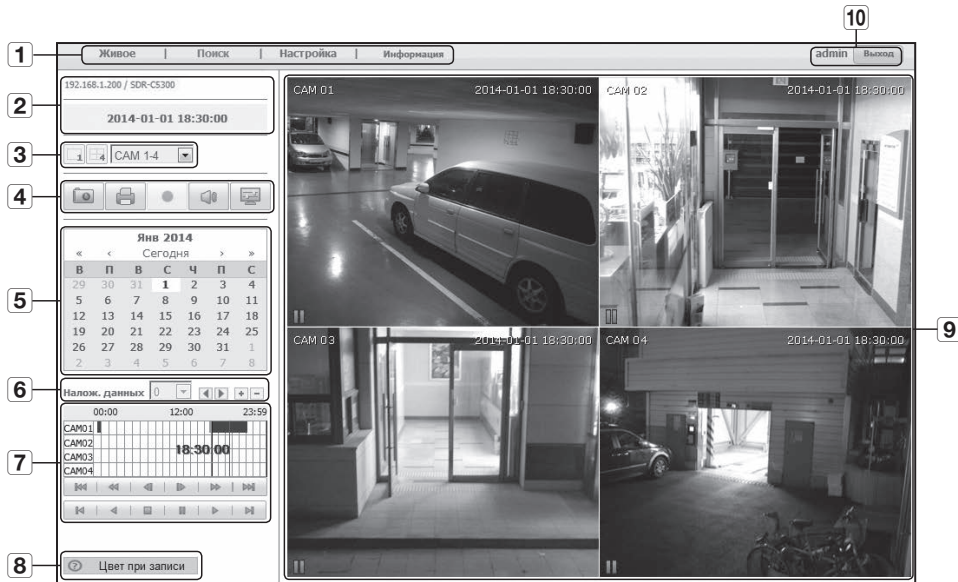 10
1
Живое | Поиск | Настройка | Информация
admin Выход
2
192.168.1.200 / SDR-C5300
2014-01-01 18:30:00
3
1 4 CAM 1-4
4
5
Янв 2014
« ‹ Сегодня › »
В П В С Ч П С
29 30 31 1 2 3 4
5 6 7 8 9 10 11
12 13 14 15 16 17 18
19 20 21 22 23 24 25
26 27 28 29 30 31 1
2 3 4 5 6 7 8
6
Налож. данных 0 + -
7
00:00 12:00 23:59
CAM01
CAM02
CAM03
CAM04
18:30:00
8
? Цвет при записи
CAM 01 2014-01-01 18:30:00
CAM 02 2014-01-01 18:30:00
CAM 03 2014-01-01 18:30:00
CAM 04 2014-01-01 18:30:00
9